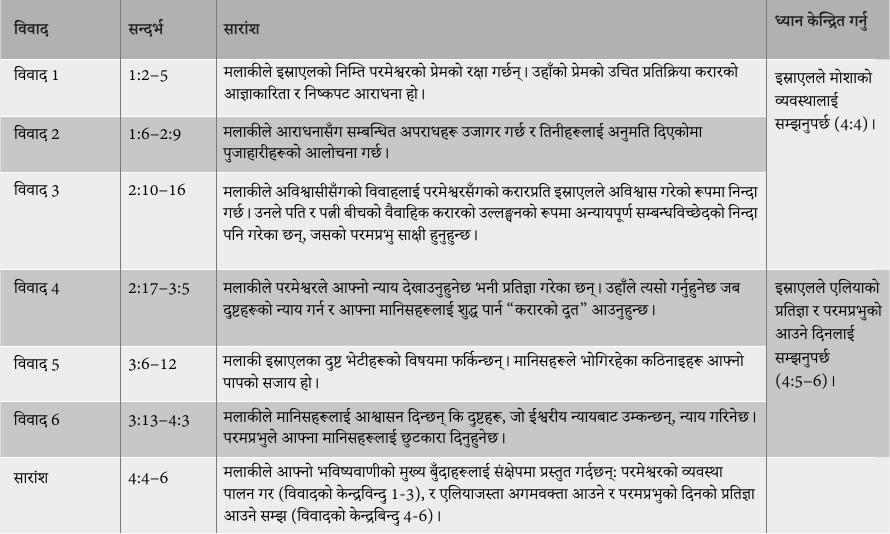 विवाद सन्दर्भ सारांश ध्यान केन्द्रित गर्नु
विवाद 1 1:2–5 मलाकीले इस्राएलको निम्ति परमेश्वरको प्रेमको रक्षा गर्छन्। उहाँको प्रेमको उचित प्रतिक्रिया करारको
आज्ञाकारिता र निष्कपट आराधना हो।
इस्राएलले मोशाको
व्यवस्थालाई
सम्झनुपर्छ (4:4)।
विवाद 2 1:6–2:9 मलाकीले आराधनासँग सम्बन्धित अपराधहरू उजागर गर्छ र तिनीहरूलाई अनुमति दिएकोमा
पुजाहारीहरूको आलोचना गर्छ।
विवाद 3 2:10–16 मलाकीले अविश्वासीसँगको विवाहलाई परमेश्वरसँगको करारप्रति इस्राएलले अविश्वास गरेको रूपमा निन्दा
गर्छ। उनले पति र पत्नी बीचको वैवाहिक करारको उल्लङ्घनको रूपमा अन्यायपूर्ण सम्बन्धविच्छेदको निन्दा
पनि गरेका छन्, जसको परमप्रभु साक्षी हुनुहुन्छ।
विवाद 4 2:17–3:5 मलाकीले परमेश्वरले आफ्नो न्याय देखाउनुहुनेछ भनी प्रतिज्ञा गरेका छन्। उहाँले त्यसो गर्नुहुनेछ जब
दुष्टहरूको न्याय गर्न र आफ्ना मानिसहरूलाई शुद्ध पार्न “करारको दूत” आउनुहुन्छ।
इस्राएलले एलियाको
प्रतिज्ञा र परमप्रभुको
आउने दिनलाई
सम्झनुपर्छ
(4:5–6)।
विवाद 5 3:6–12 मलाकी इस्राएलका दुष्ट भेटीहरूको विषयमा फर्किन्छन्। मानिसहरूले भोगिरहेका कठिनाइहरू आफ्नो
पापको सजाय हो।
विवाद 6 3:13–4:3 मलाकीले मानिसहरूलाई आश्वासन दिन्छन् कि दुष्टहरू, जो ईश्वरीय न्यायबाट उम्कन्छन्, न्याय गरिनेछ।
परमप्रभुले आफ्ना मानिसहरूलाई छुटकारा दिनुहुनेछ।
सारांश 4:4–6 मलाकीले आफ्नो भविष्यवाणीको मुख्य बुँदाहरूलाई संक्षेपमा प्रस्तुत गर्दछन्: परमेश्वरको व्यवस्था
पालन गर (विवादको केन्द्रविन्दु 1-3), र एलियाजस्ता अगमवक्ता आउने र परमप्रभुको दिनको प्रतिज्ञा
आउने सम्झ (विवादको केन्द्रबिन्दु 4-6)।